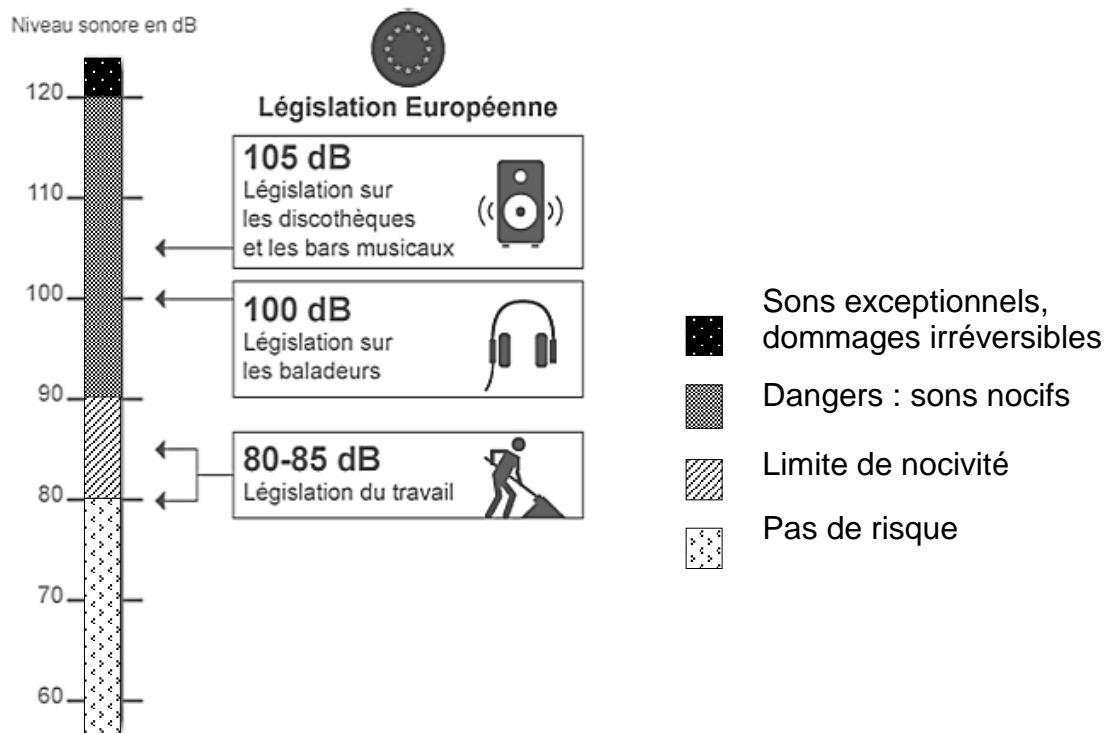 Niveau sonore en dB
Législation Européenne
120
105 dB
Législation sur
les discothèques
et les bars musicaux
110
100
100 dB
Législation sur
les baladeurs
90
80-85 dB
Législation du travail
80
70
60
Sons exceptionnels,
dommages irréversibles
Dangers : sons nocifs
Limite de nocivité
Pas de risque